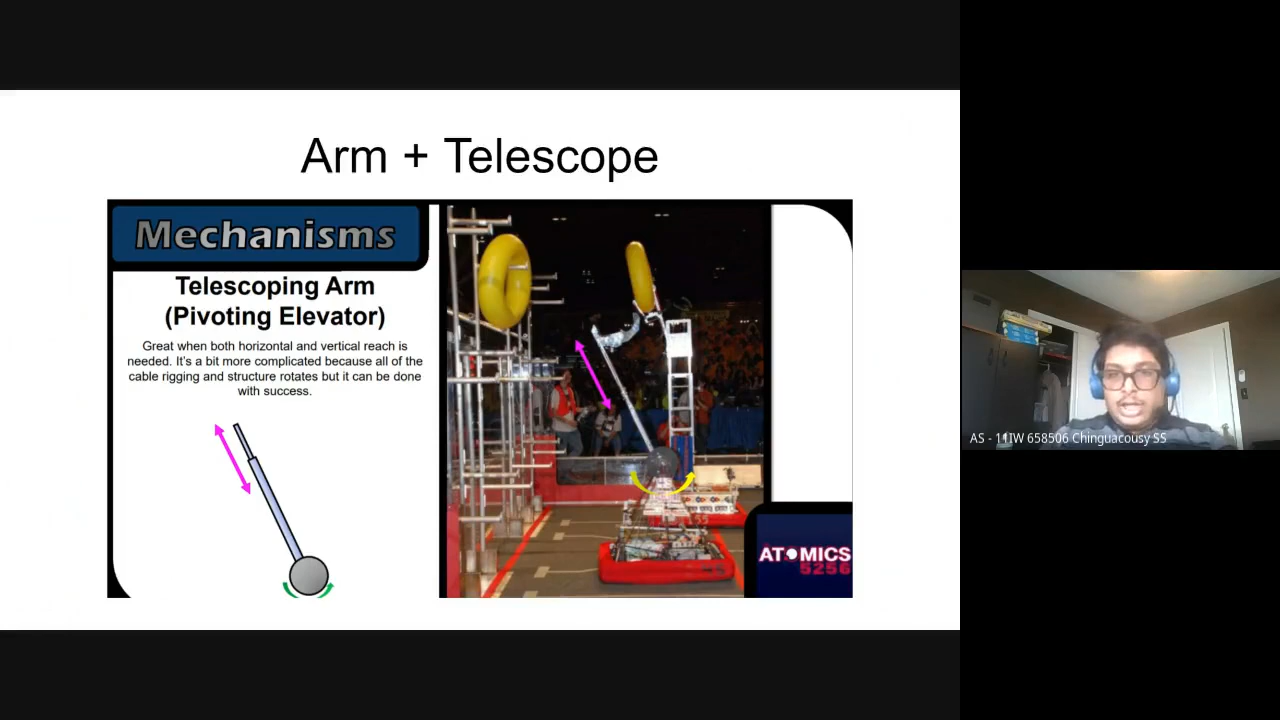 Arm + Telescope
Mechanisms
Telescoping Arm
(Pivoting Elevator)
Great when both horizontal and vertical reach is
needed. It's a bit more complicated because all of the
cable rigging and structure rotates but it can be done
with success.
ATOMICS
5256
AS - 11IW 658506 Chinguacousy SS